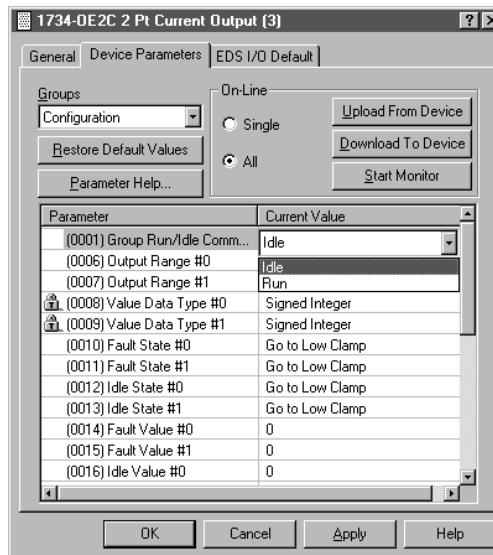 1734-OE2C 2 Pt Current Output (3)
General
Device Parameters
EDS I/O Default
Groups
Configuration
Restore Default Values
Parameter Help...
On-Line
Single
All
Upload From Device
Download To Device
Start Monitor
Parameter Current Value
(0001) Group Run/Idle Comm... Idle
(0006) Output Range #0 Idle
(0007) Output Range #1 Run
(0008) Value Data Type #0 Signed Integer
(0009) Value Data Type #1 Signed Integer
(0010) Fault State #0 Go to Low Clamp
(0011) Fault State #1 Go to Low Clamp
(0012) Idle State #0 Go to Low Clamp
(0013) Idle State #1 Go to Low Clamp
(0014) Fault Value #0 0
(0015) Fault Value #1 0
(0016) Idle Value #0 0
OK Cancel Apply Help